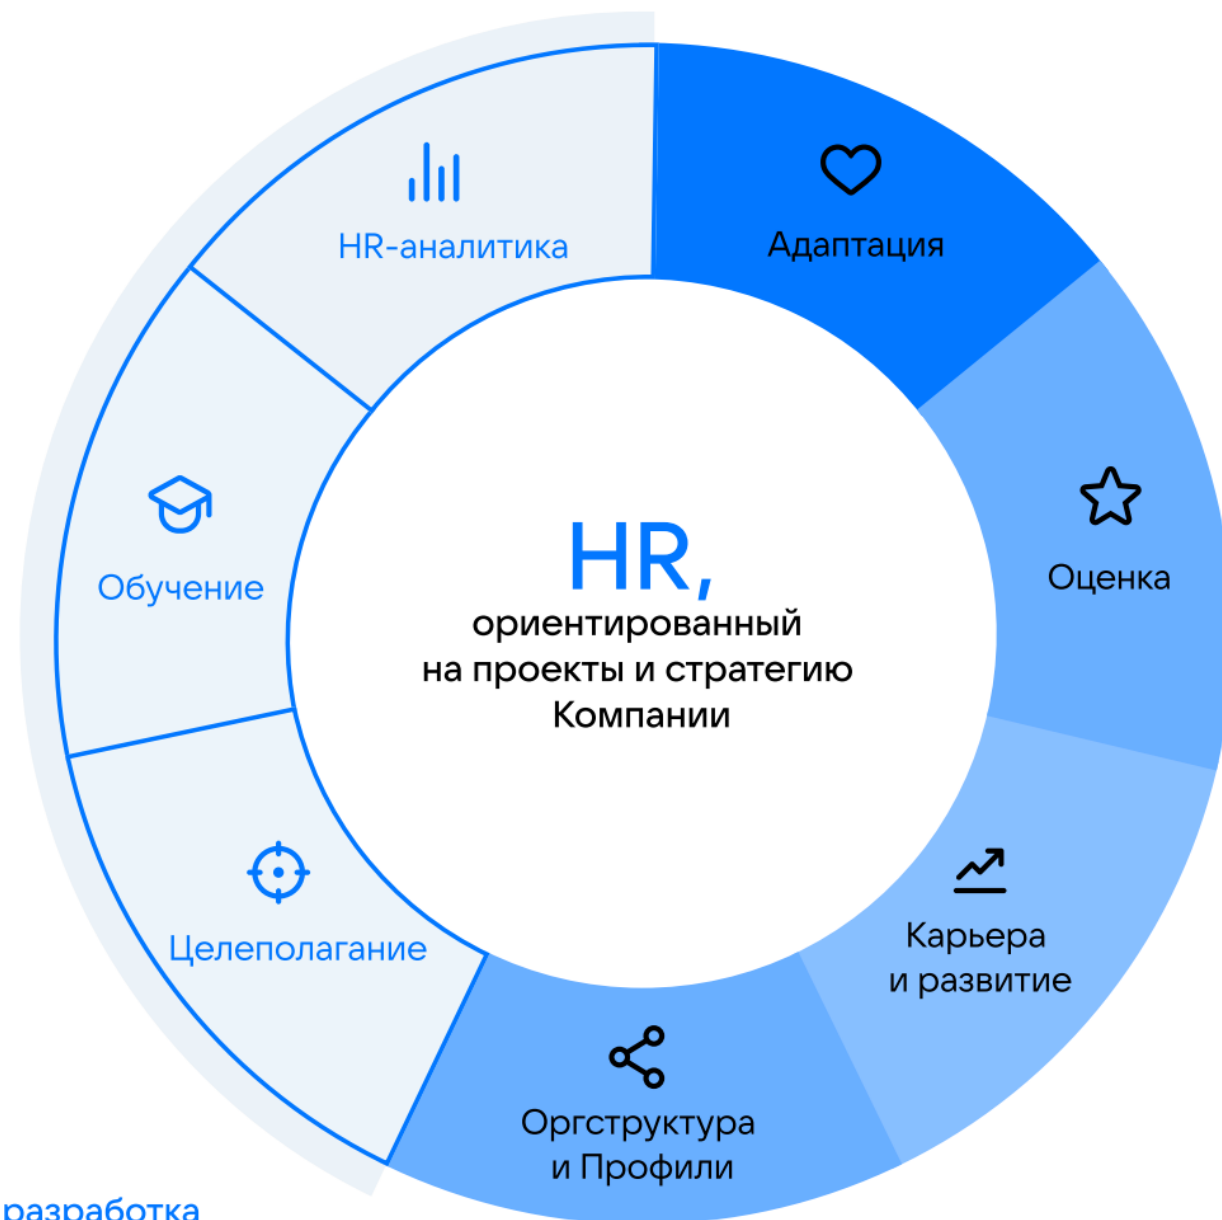 HR-аналитика
Адаптация
Обучение
Оценка
HR,
ориентированный
на проекты и стратегию
Компании
Целеполагание
Карьера
и развитие
Оргструктура
и Профили
разработка